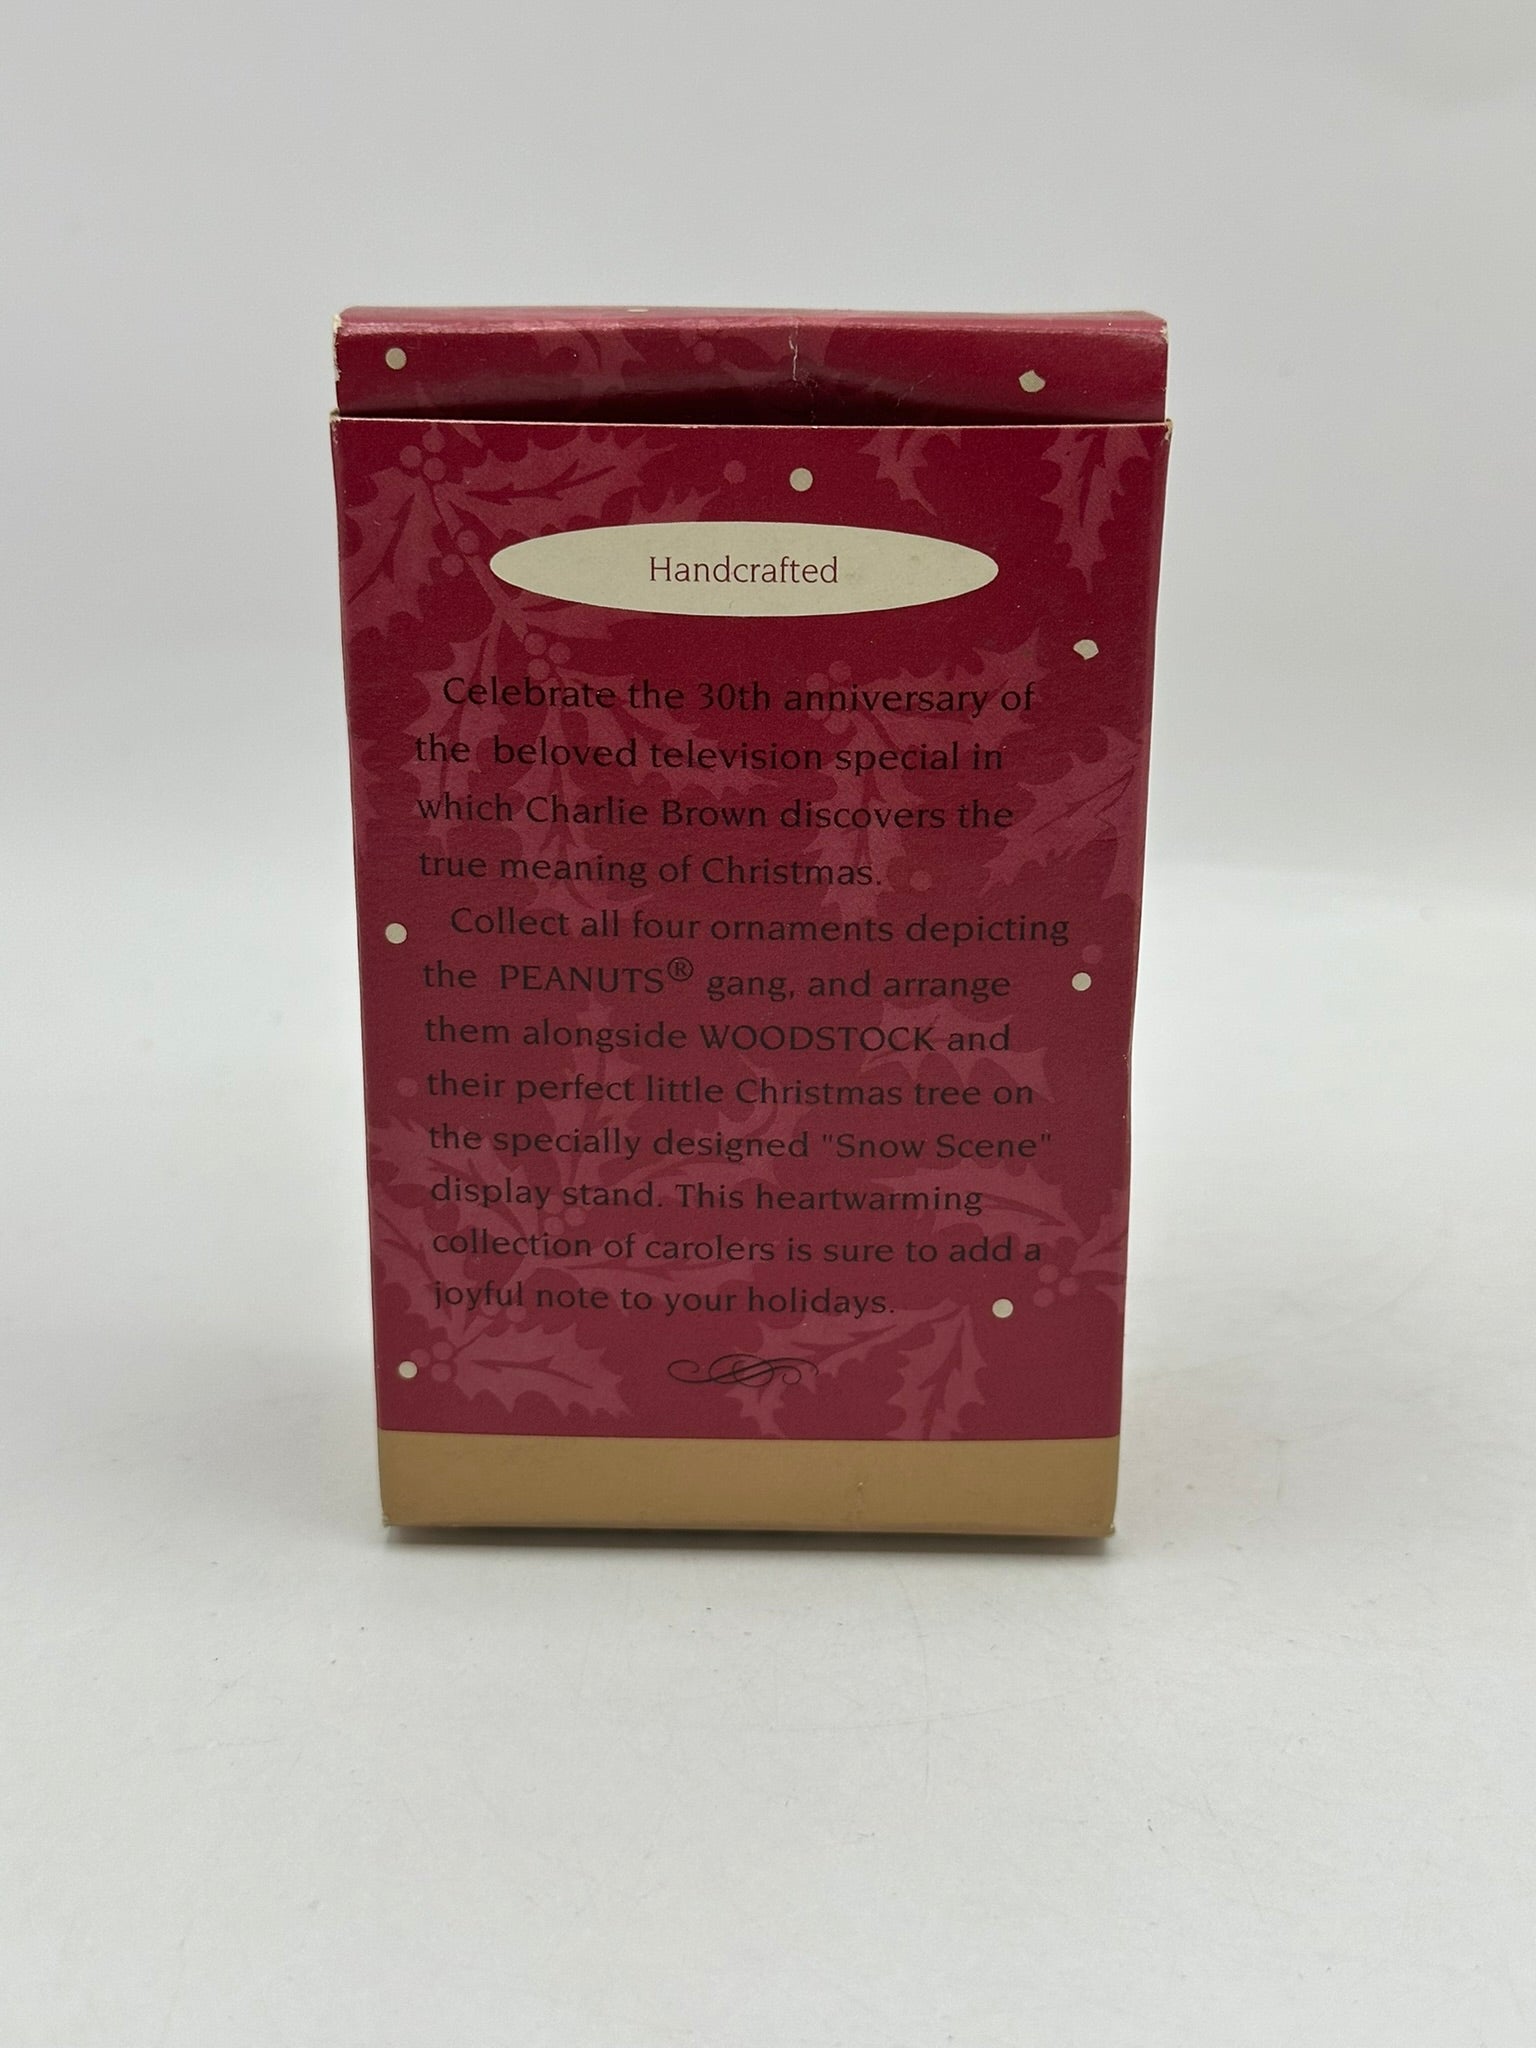 Handcrafted
Celebrate the 30th anniversary of
the beloved television special in
which Charlie Brown discovers the
true meaning of Christmas.
Collect all four ornaments depicting
the PEANUTS® gang, and arrange
them alongside WOODSTOCK and
their perfect little Christmas tree on
the specially designed "Snow Scene"
display stand. This heartwarming
collection of carolers is sure to add a
joyful note to your holidays.